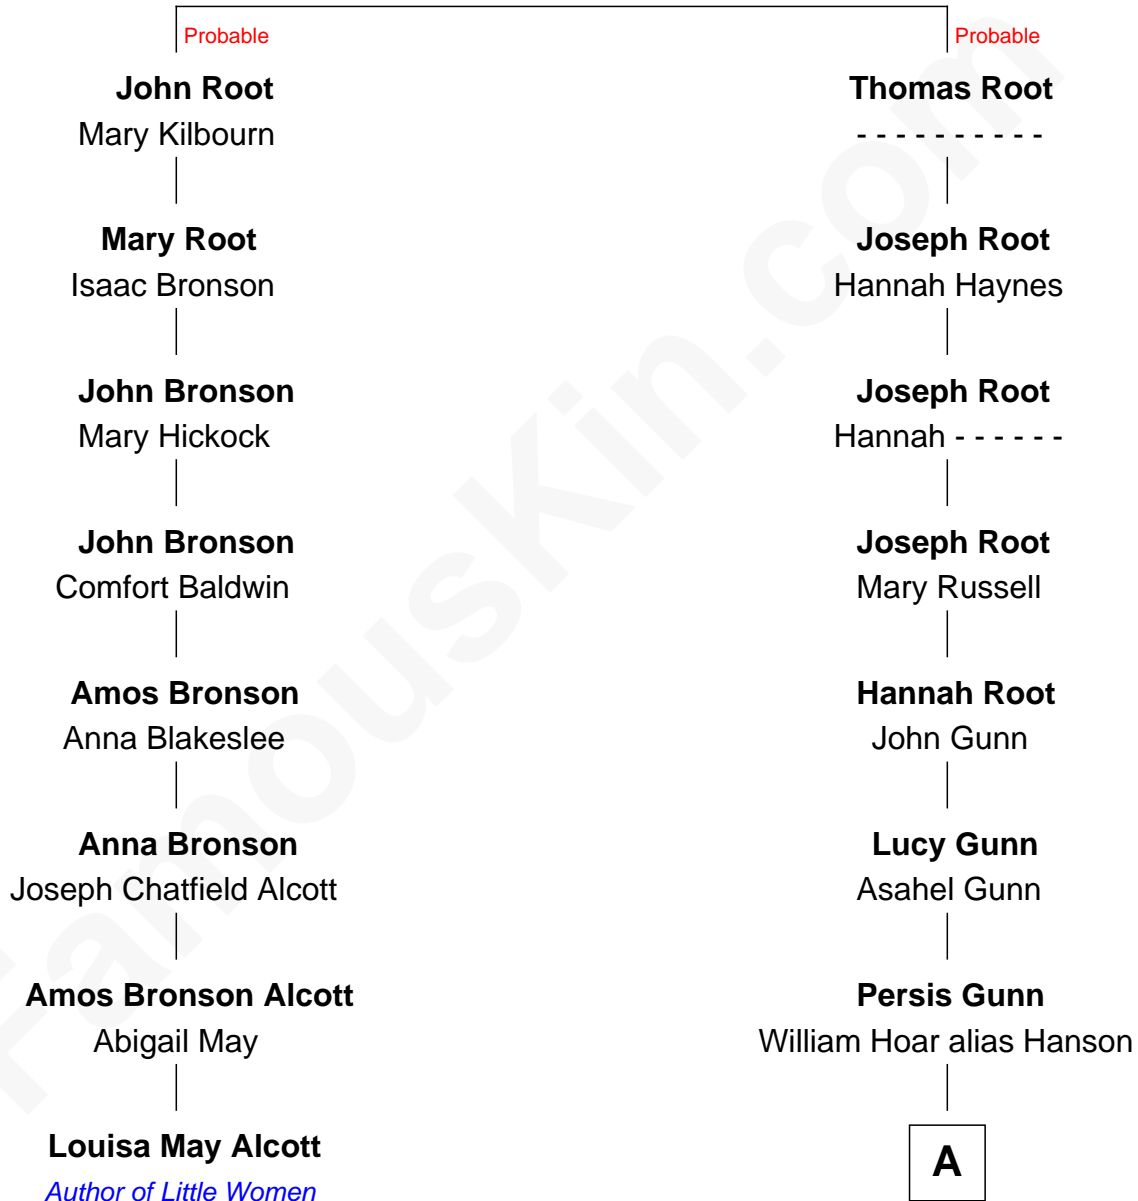 Probable
John Root
Mary Kilbourn
Mary Root
Isaac Bronson
John Bronson
Mary Hickock
John Bronson
Comfort Baldwin
Amos Bronson
Anna Blakeslee
Anna Bronson
Joseph Chatfield Alcott
Amos Bronson Alcott
Abigail May
Louisa May Alcott
Author of Little Women
Probable
Thomas Root
- - - - - - - - - -
Joseph Root
Hannah Haynes
Joseph Root
Hannah - - - - - -
Joseph Root
Mary Russell
Hannah Root
John Gunn
Lucy Gunn
Asahel Gunn
Persis Gunn
William Hoar alias Hanson
A
FamousKin.com